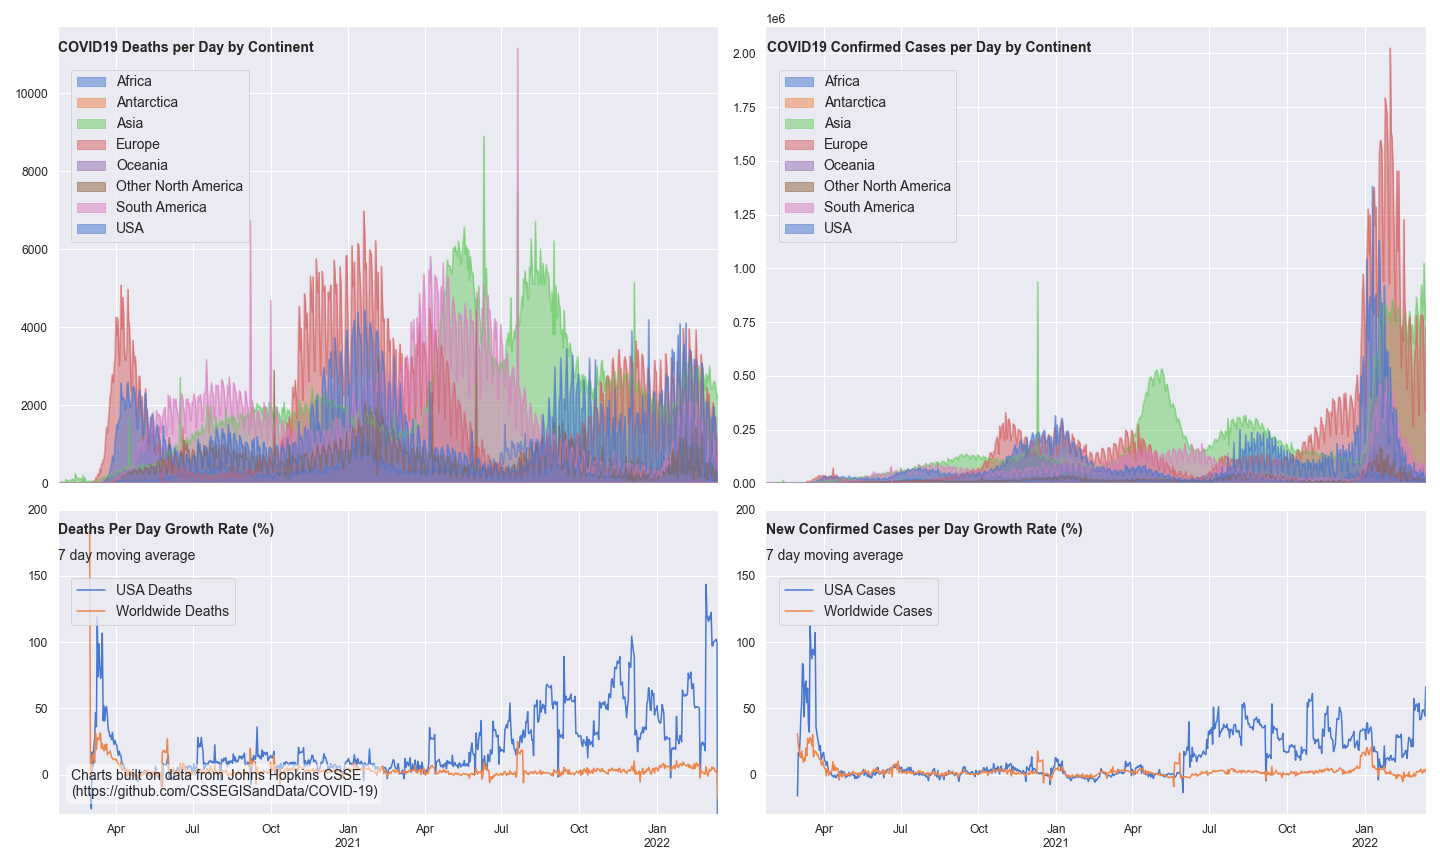 COVID19 Deaths per Day by Continent
Africa
Antarctica
Asia
Europe
Oceania
Other North America
South America
USA
10000
8000
6000
4000
2000
0
1e6
COVID19 Confirmed Cases per Day by Continent
Africa
Antarctica
Asia
Europe
Oceania
Other North America
South America
USA
2.00
1.75
1.50
1.25
1.00
0.75
0.50
0.25
0.00
Deaths Per Day Growth Rate (%)
7 day moving average
USA Deaths
Worldwide Deaths
200
150
100
50
0
Charts built on data from Johns Hopkins CSSE
(https://github.com/CSSEGISandData/COVID-19)
Apr Jul Oct Jan Apr Jul Oct Jan
2021 2022
New Confirmed Cases per Day Growth Rate (%)
7 day moving average
USA Cases
Worldwide Cases
200
150
100
50
0
Apr Jul Oct Jan Apr Jul Oct Jan
2021 2022